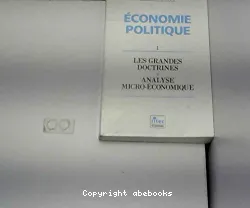 ÉCONOMIE
POLITIQUE
1
LES GRANDES
DOCTRINES
ANALYSE
MICRO-ÉCONOMIQUE
Copyright abebooks